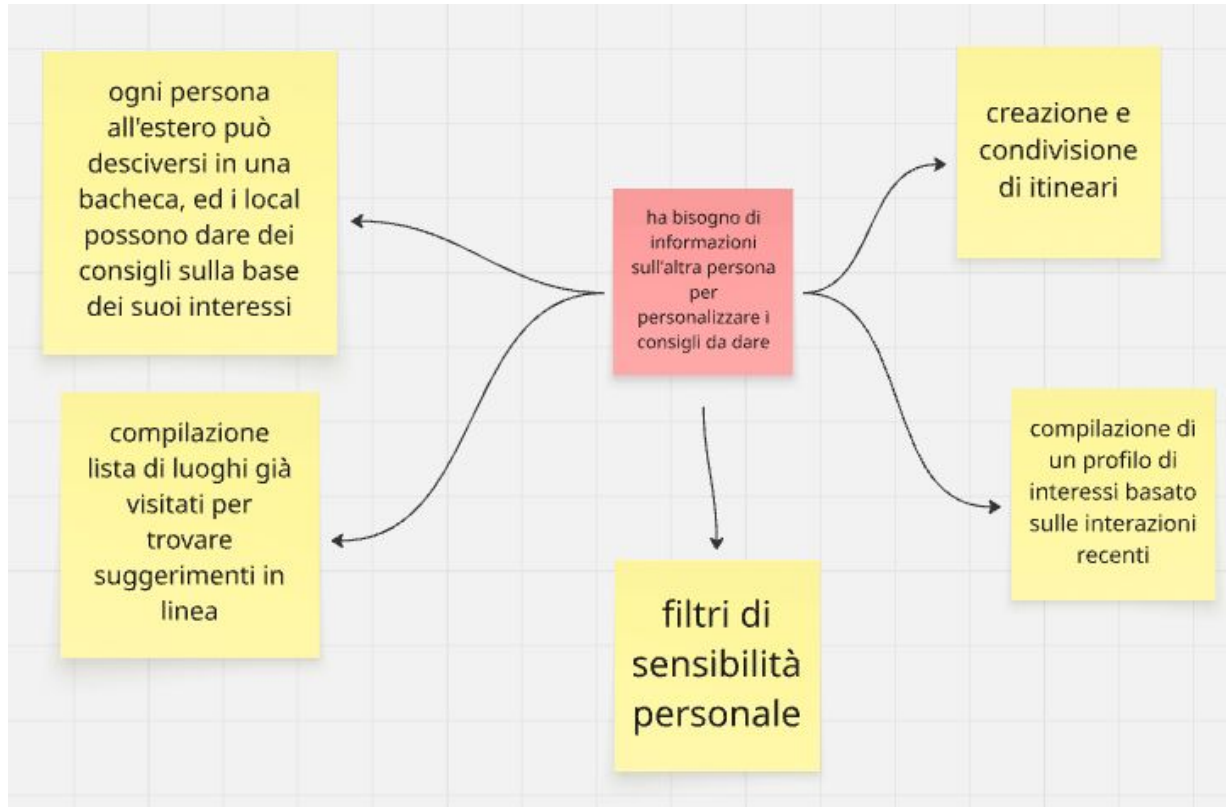 ogni persona
all'estero può
desciversi in una
bacheca, ed i local
possono dare dei
consigli sulla base
dei suoi interessi
compilazione
lista di luoghi già
visitati per
trovare
suggerimenti in
linea
ha bisogno di
informazioni
sull'altra persona
per
personalizzare i
consigli da dare
filtri di
sensibilità
personale
creazione e
condivisione
di itineari
compilazione di
un profilo di
interessi basato
sulle interazioni
recenti